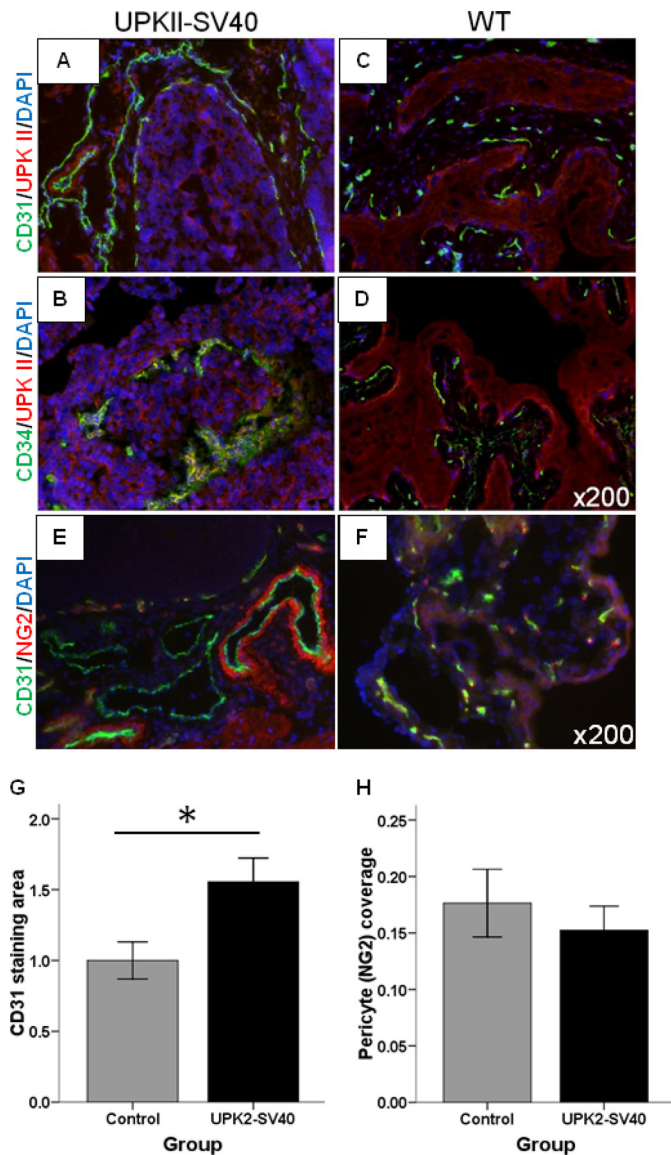 UPKII-SV40
WT
A
C
CD31/UPK II/DAPI
B
D
CD34/UPK II/DAPI
x200
E
F
CD31/NG2/DAPI
x200
G
H
CD31 staining area
2.0
1.5
1.0
0.5
0.0
*
Control
UPK2-SV40
Group
Pericyte (NG2) coverage
0.25
0.20
0.15
0.10
0.05
0.00
Control
UPK2-SV40
Group